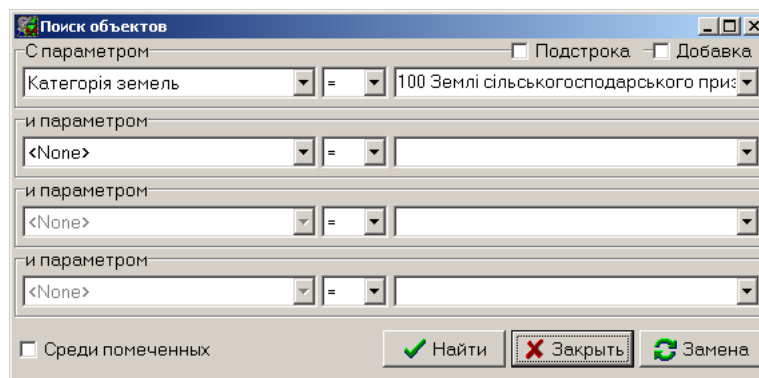 Поиск объектов
С параметром Подстрока Добавка
Категорія земель = 100 Землі сільськогосподарського приз
и параметром
<None> =
и параметром
<None> =
и параметром
<None> =
Среди помеченных Найти Закрыть Замена